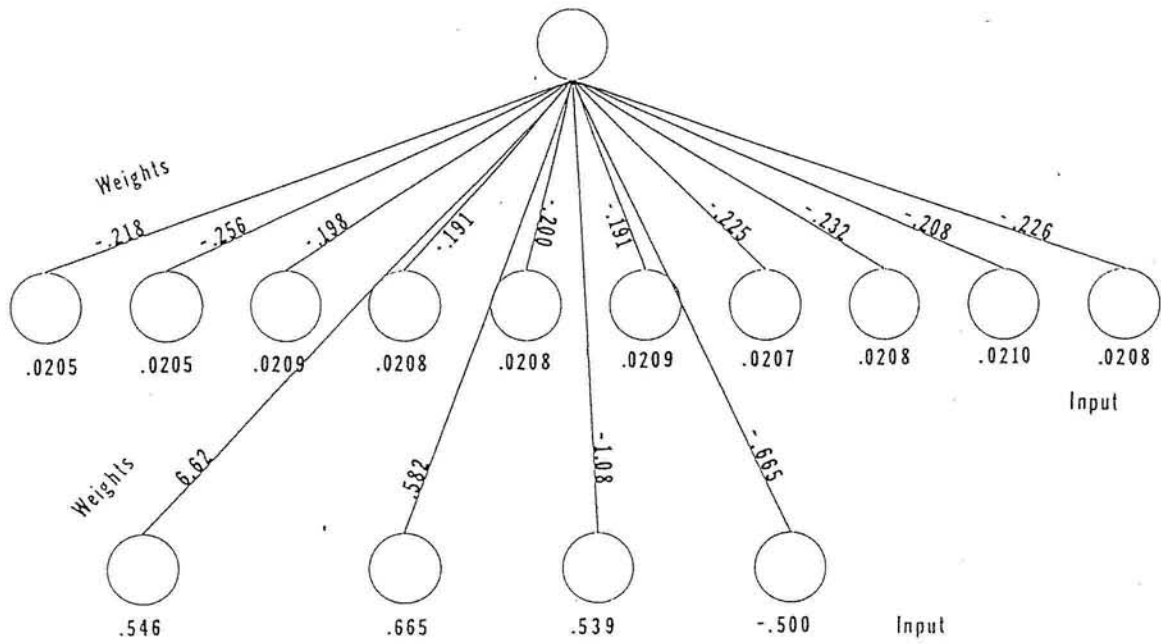 Weights
-.218 -.256 -.198 -.191 -.200 -.191 -.225 -.232 -.208 -.226
.0205 .0205 .0209 .0208 .0208 .0209 .0207 .0208 .0210 .0208
Input
Weights
6.62 .582 -1.08 -.665
.546 .665 .539 -.500 Input